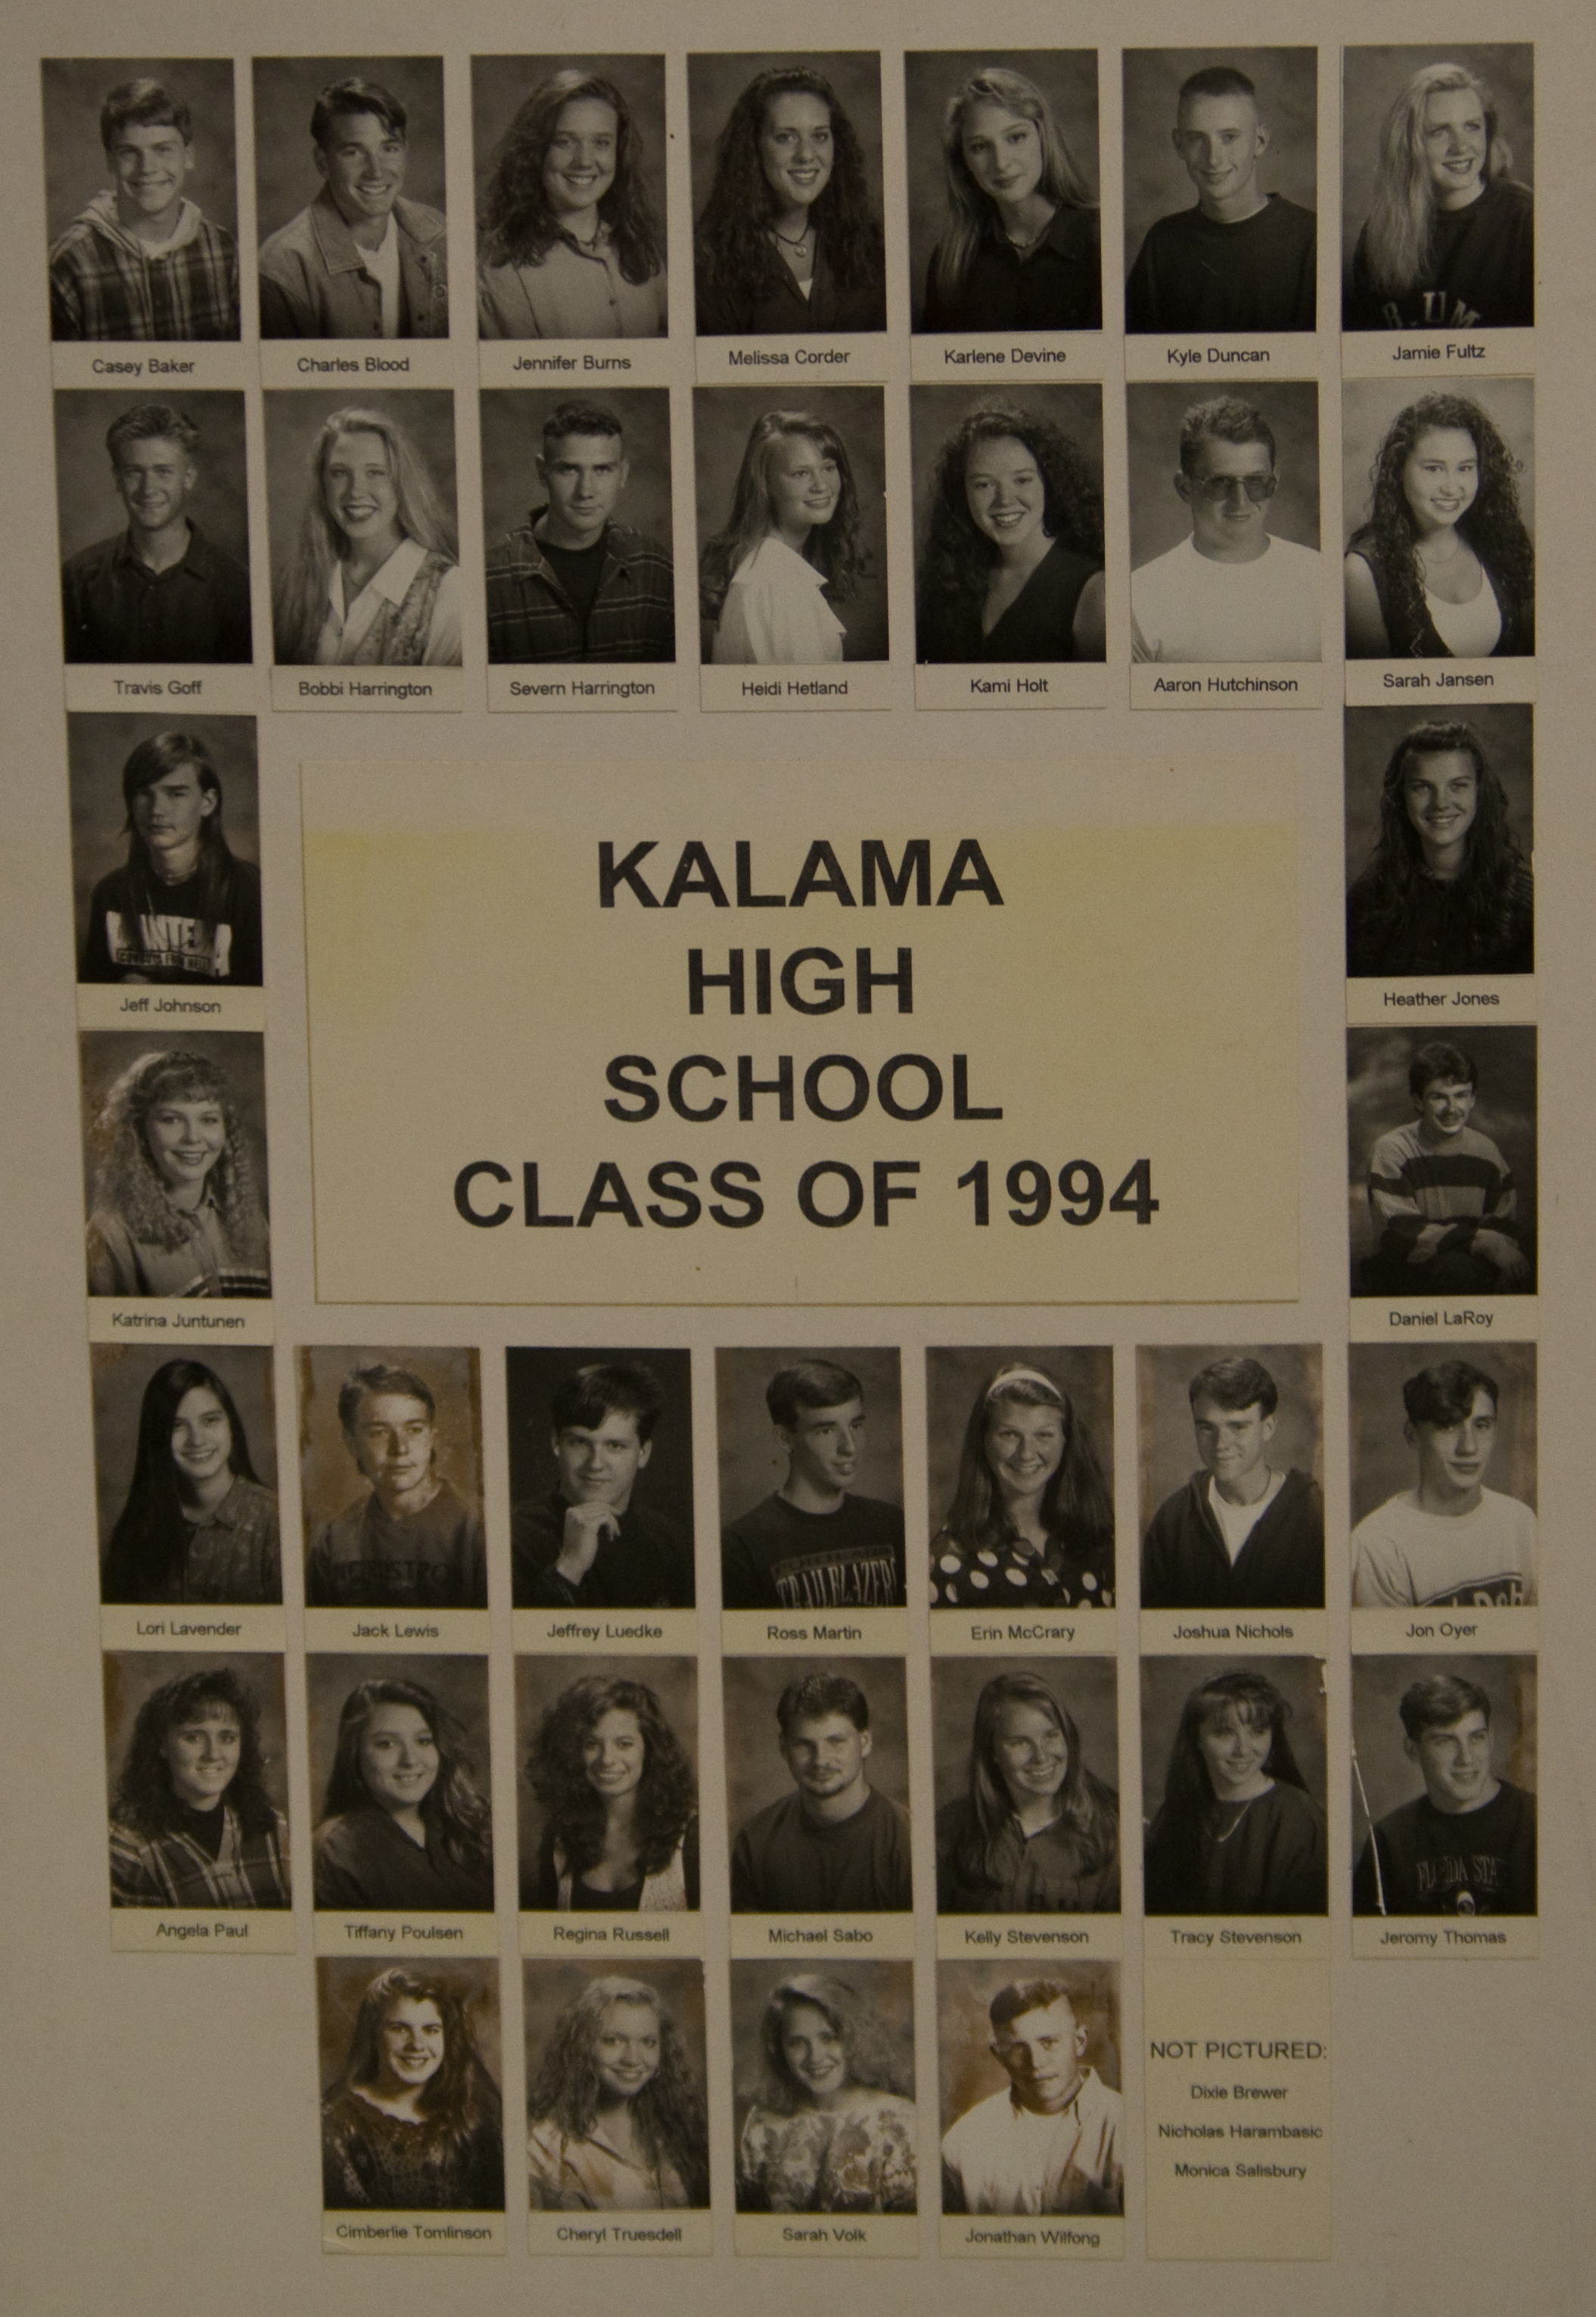 R.UM
Casey Baker
Charles Blood
Jennifer Burns
Melissa Corder
Karlene Devine
Kyle Duncan
Jamie Fultz
Travis Goff
Bobbi Harrington
Severn Harrington
Heidi Hetland
Kami Holt
Aaron Hutchinson
Sarah Jansen
KALAMA
HIGH
SCHOOL
CLASS OF 1994
Jeff Johnson
Heather Jones
Katrina Juntunen
Daniel LaRoy
TRAILBLAZER
Lori Lavender
Jack Lewis
Jeffrey Luedke
Ross Martin
Erin McCrary
Joshua Nichols
Jon Oyer
FLORIDA STA
Angela Paul
Tiffany Poulsen
Regina Russell
Michael Sabo
Kelly Stevenson
Tracy Stevenson
Jeromy Thomas
NOT PICTURED:
Dixie Brewer
Nicholas Harambasic
Monica Salisbury
Cimberlie Tomlinson
Cheryl Truesdell
Sarah Volk
Jonathan Wilfong